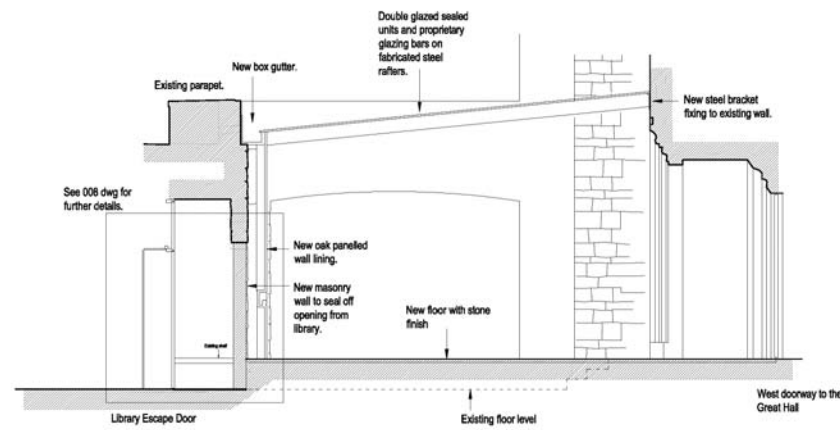 Double glazed sealed
units and proprietary
glazing bars on
fabricated steel
rafters.
New box gutter.
Existing parapet.
New steel bracket
fixing to existing wall.
See 008 dwg for
further details.
New oak panelled
wall lining.
New masonry
wall to seal off
opening from
library.
New floor with stone
finish
Existing shelf
West doorway to the
Great Hall
Library Escape Door
Existing floor level